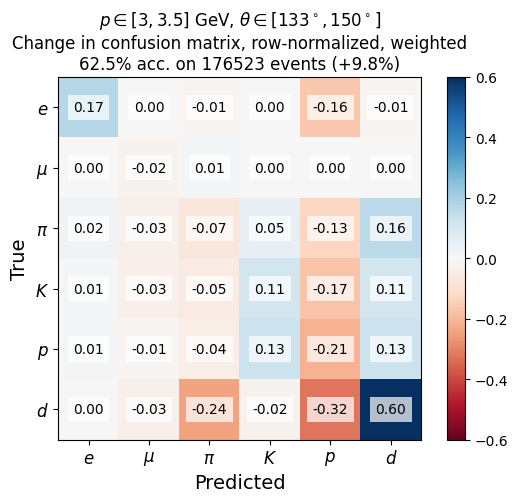 p ∈ [3, 3.5] GeV, θ ∈ [133°, 150°]
Change in confusion matrix, row-normalized, weighted
62.5% acc. on 176523 events (+9.8%)
True
e 0.17 0.00 -0.01 0.00 -0.16 -0.01
μ 0.00 -0.02 0.01 0.00 0.00 0.00
π 0.02 -0.03 -0.07 0.05 -0.13 0.16
K 0.01 -0.03 -0.05 0.11 -0.17 0.11
p 0.01 -0.01 -0.04 0.13 -0.21 0.13
d 0.00 -0.03 -0.24 -0.02 -0.32 0.60
e μ π K p d
Predicted
0.6
0.4
0.2
0.0
−0.2
−0.4
−0.6